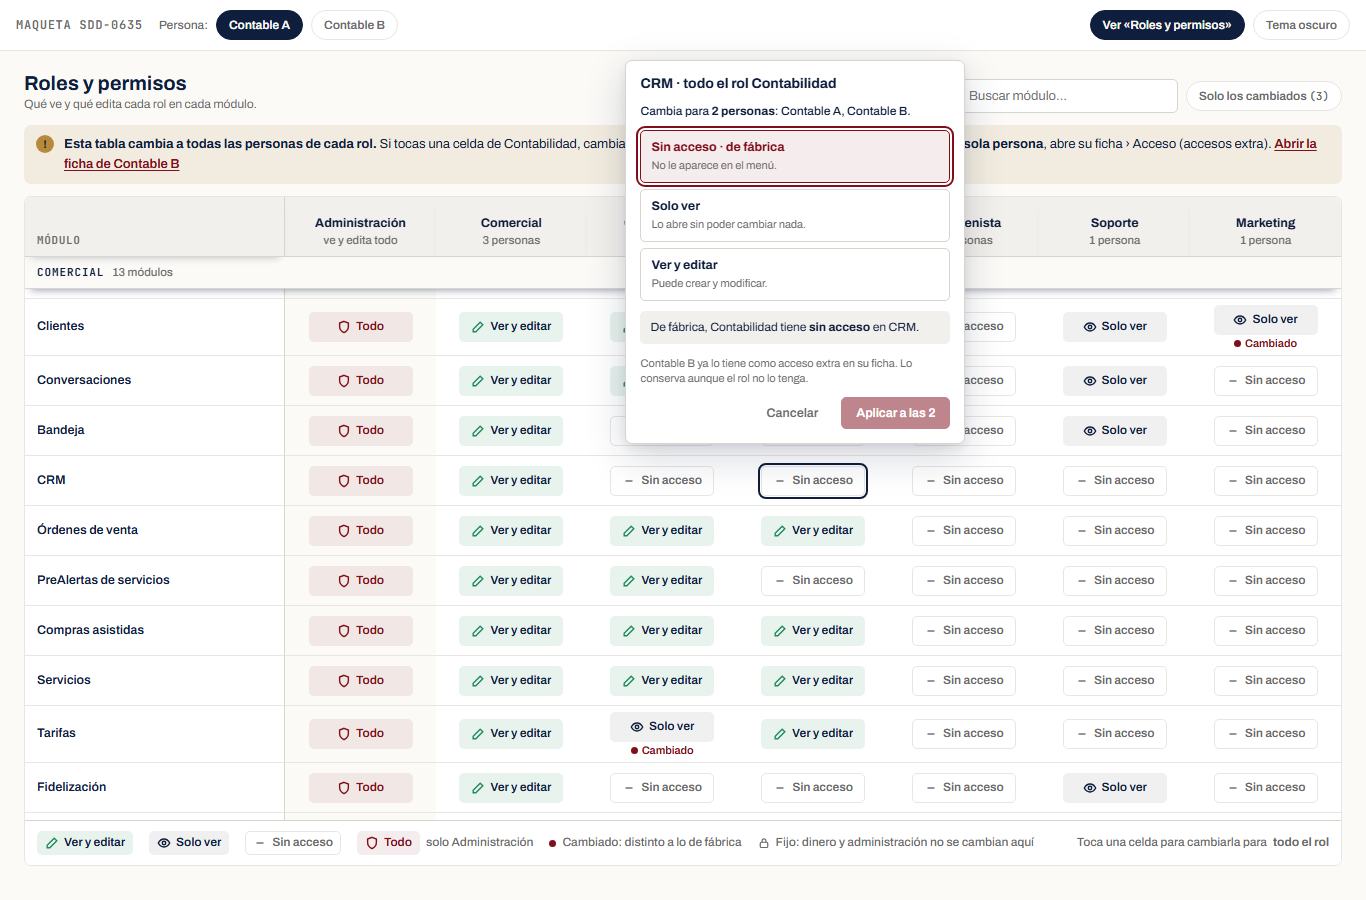 MAQUETA SDD-0635 Persona: Contable A Contable B Ver «Roles y permisos» Tema oscuro
Roles y permisos
Qué ve y qué edita cada rol en cada módulo.
Buscar módulo... Solo los cambiados (3)
! Esta tabla cambia a todas las personas de cada rol. Si tocas una celda de Contabilidad, cambia sola persona, abre su ficha › Acceso (accesos extra). Abrir la
ficha de Contable B
CRM · todo el rol Contabilidad
Cambia para 2 personas: Contable A, Contable B.
Sin acceso · de fábrica
No le aparece en el menú.
Solo ver
Lo abre sin poder cambiar nada.
Ver y editar
Puede crear y modificar.
De fábrica, Contabilidad tiene sin acceso en CRM.
Contable B ya lo tiene como acceso extra en su ficha. Lo
conserva aunque el rol no lo tenga.
Cancelar Aplicar a las 2
MÓDULO
Administración
ve y edita todo
Comercial
3 personas
Soporte
1 persona
Marketing
1 persona
COMERCIAL 13 módulos
Clientes Todo Ver y editar acceso Solo ver Solo ver
Cambiado
Conversaciones Todo Ver y editar acceso Solo ver – Sin acceso
Bandeja Todo Ver y editar acceso Solo ver – Sin acceso
CRM Todo Ver y editar – Sin acceso – Sin acceso – Sin acceso – Sin acceso – Sin acceso
Órdenes de venta Todo Ver y editar Ver y editar Ver y editar – Sin acceso – Sin acceso – Sin acceso
PreAlertas de servicios Todo Ver y editar Ver y editar – Sin acceso – Sin acceso – Sin acceso – Sin acceso
Compras asistidas Todo Ver y editar Ver y editar Ver y editar – Sin acceso – Sin acceso – Sin acceso
Servicios Todo Ver y editar Ver y editar Ver y editar – Sin acceso – Sin acceso – Sin acceso
Tarifas Todo Ver y editar Solo ver Ver y editar – Sin acceso – Sin acceso – Sin acceso
Cambiado
Fidelización Todo Ver y editar – Sin acceso – Sin acceso – Sin acceso Solo ver – Sin acceso
Ver y editar Solo ver – Sin acceso Todo solo Administración Cambiado: distinto a lo de fábrica Fijo: dinero y administración no se cambian aquí Toca una celda para cambiarla para todo el rol